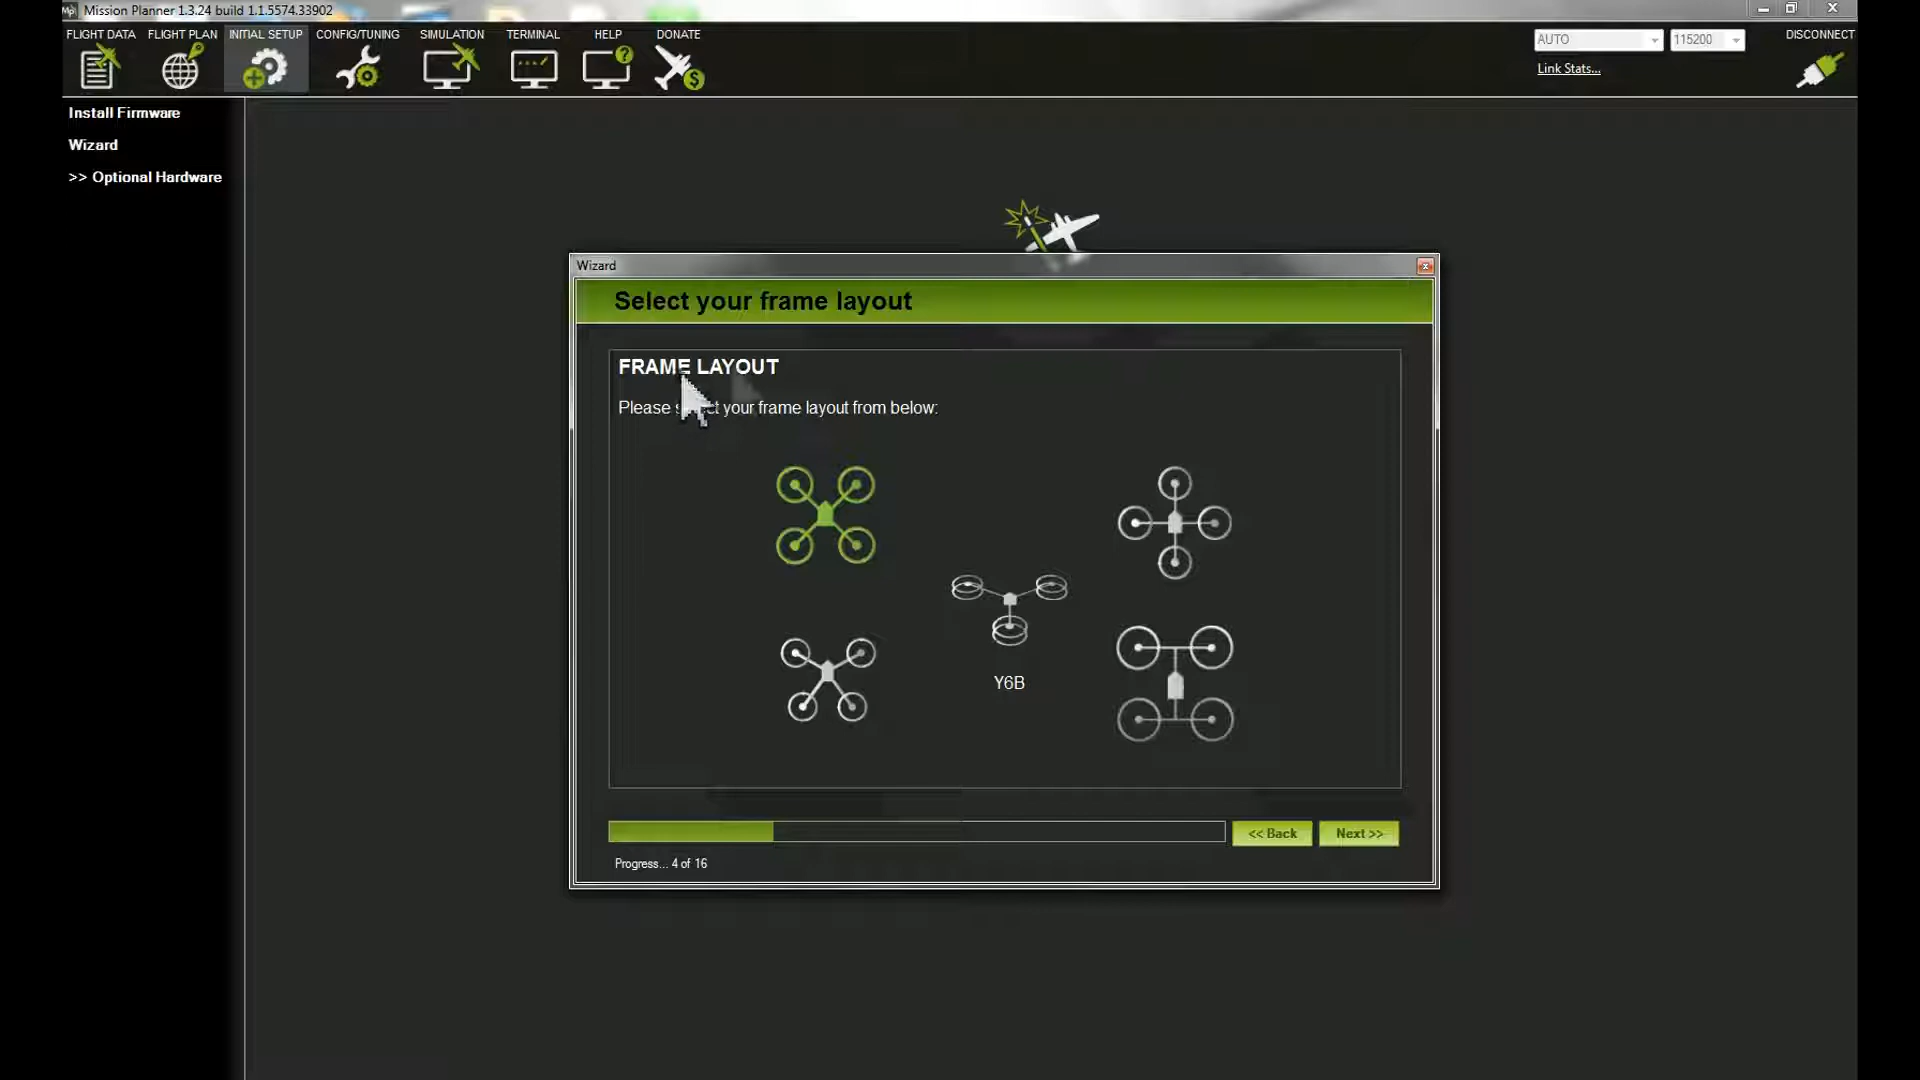 Mission Planner 1.3.24 build 1.1.5574.33902
FLIGHT DATA FLIGHT PLAN INITIAL SETUP CONFIG/TUNING SIMULATION TERMINAL HELP DONATE
AUTO 115200 DISCONNECT
Link Stats...
Install Firmware
Wizard
>> Optional Hardware
Wizard
Select your frame layout
FRAME LAYOUT
Please select your frame layout from below:
Y6B
<< Back Next >>
Progress... 4 of 16